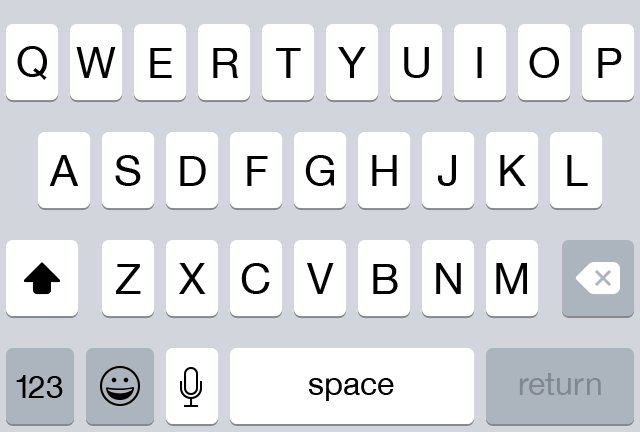 Q W E R T Y U I O P
A S D F G H J K L
Z X C V B N M
123 space return